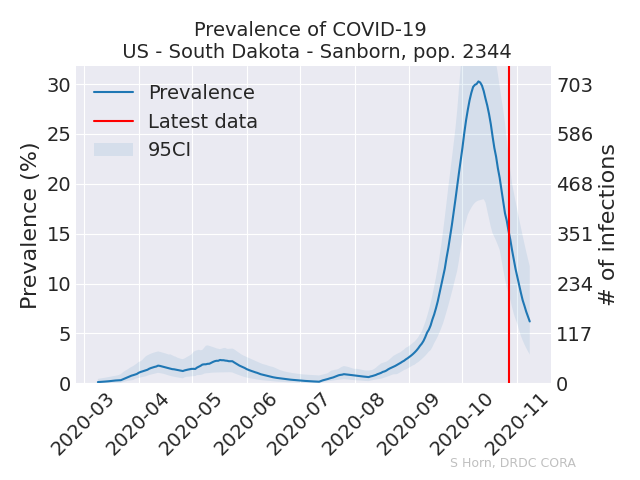 Prevalence of COVID-19
US - South Dakota - Sanborn, pop. 2344
Prevalence
Latest data
95CI
Prevalence (%)
30
25
20
15
10
5
0
703
586
468
351
234
117
0
# of infections
2020-03
2020-04
2020-05
2020-06
2020-07
2020-08
2020-09
2020-10
2020-11
S Horn, DRDC CORA